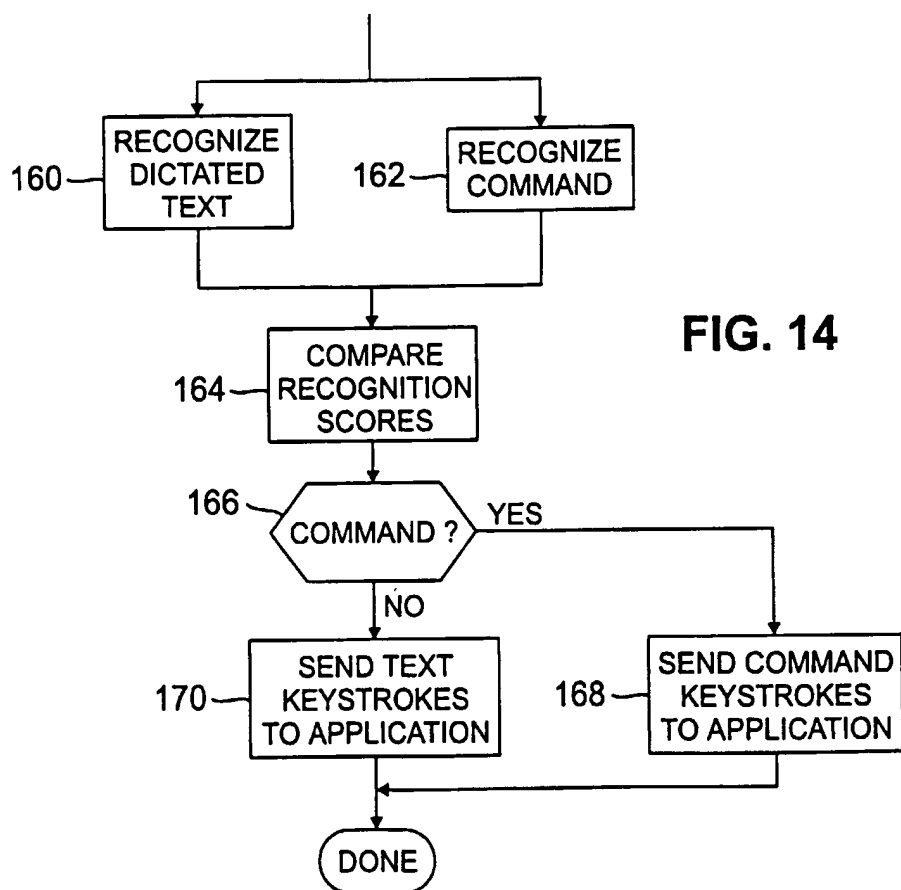 RECOGNIZE
DICTATED
TEXT
160
RECOGNIZE
COMMAND
162
FIG. 14
COMPARE
RECOGNITION
SCORES
164
166
COMMAND ?
YES
NO
SEND TEXT
KEYSTROKES
TO APPLICATION
170
SEND COMMAND
KEYSTROKES
TO APPLICATION
168
DONE